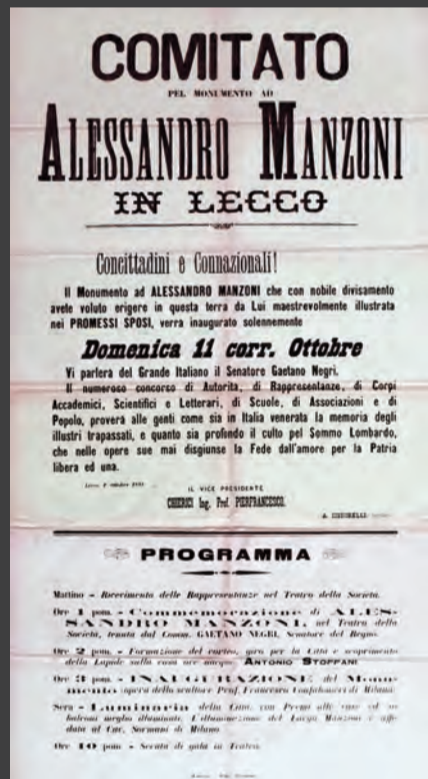 COMITATO
PEL MONUMENTO AD
ALESSANDRO MANZONI
IN LECCO
Concittadini e Connazionali!
Il Monumento ad ALESSANDRO MANZONI che con nobile divisamento
avete voluto erigere in questa terra da Lui maestrevolmente illustrata
nei PROMESSI SPOSI, verra inaugurato solennemente
Domenica 11 corr. Ottobre
Vi parlera del Grande Italiano il Senatore Gaetano Negri.
Il numeroso concorso di Autorita, di Rappresentanze, di Corpi
Accademici, Scientifici e Letterari, di Scuole, di Associazioni e di
Popolo, proverà alle genti come sia in Italia venerata la memoria degli
illustri trapassati, e quanto sia profondo il culto pel Sommo Lombardo,
che nelle opere sue mai disgiunse la Fede dall'amore per la Patria
libera ed una.
Lecco, ottobre
IL VICE PRESIDENTE
Ing. Prof. PIERFRANCESCO.
PROGRAMMA
Mattino - Ricevimento delle Rappresentanze nel Teatro della Società.
Ore 1 pom. - Commemorazione di ALES-
SANDRO MANZONI, nel Teatro della
Società, tenuta dal Comm. GAETANO NEGRI, Senatore del Regno.
Ore 2 pom. - Formazione del corteo, giro per la Città e scoprimento
della Lapide sulla casa ove nacque ANTONIO STOPPANI.
Ore 3 pom. - INAUGURAZIONE del Monu-
mento opera dello scultore Prof. Francesco Confalonieri di Milano.
Sera - Luminaria della Città, con Premi alle case ed ai
balconi meglio illuminati. L'illuminazione del Largo Manzoni è affi-
data al Cav. di Milano.
Ore 10 pom. - Serata di gala in Teatro.